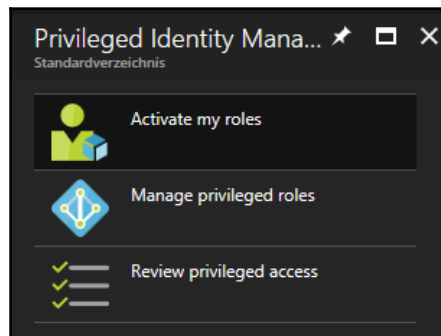 Privileged Identity Mana...
Standardverzeichnis
Activate my roles
Manage privileged roles
Review privileged access